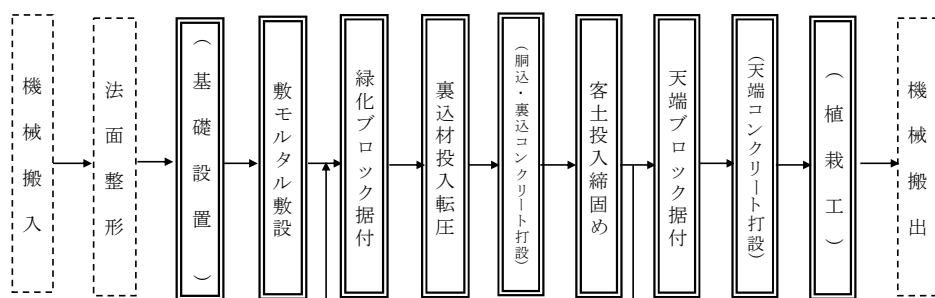 機械搬入
法面整形
(基礎設置)
敷モルタル敷設
緑化ブロック据付
裏込材投入転圧
(胴込・裏込コンクリート打設)
客土投入締固め
天端ブロック据付
(天端コンクリート打設)
(植栽工)
機械搬出